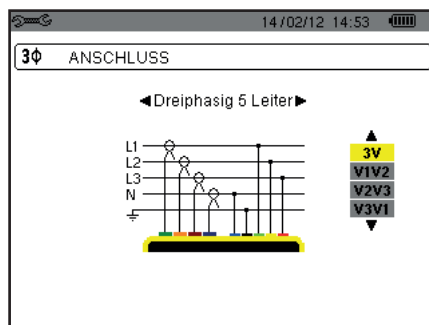 14/02/12 14:53
3Φ ANSCHLUSS
◄Dreiphasig 5 Leiter►
L1
L2
L3
N
3V
V1V2
V2V3
V3V1